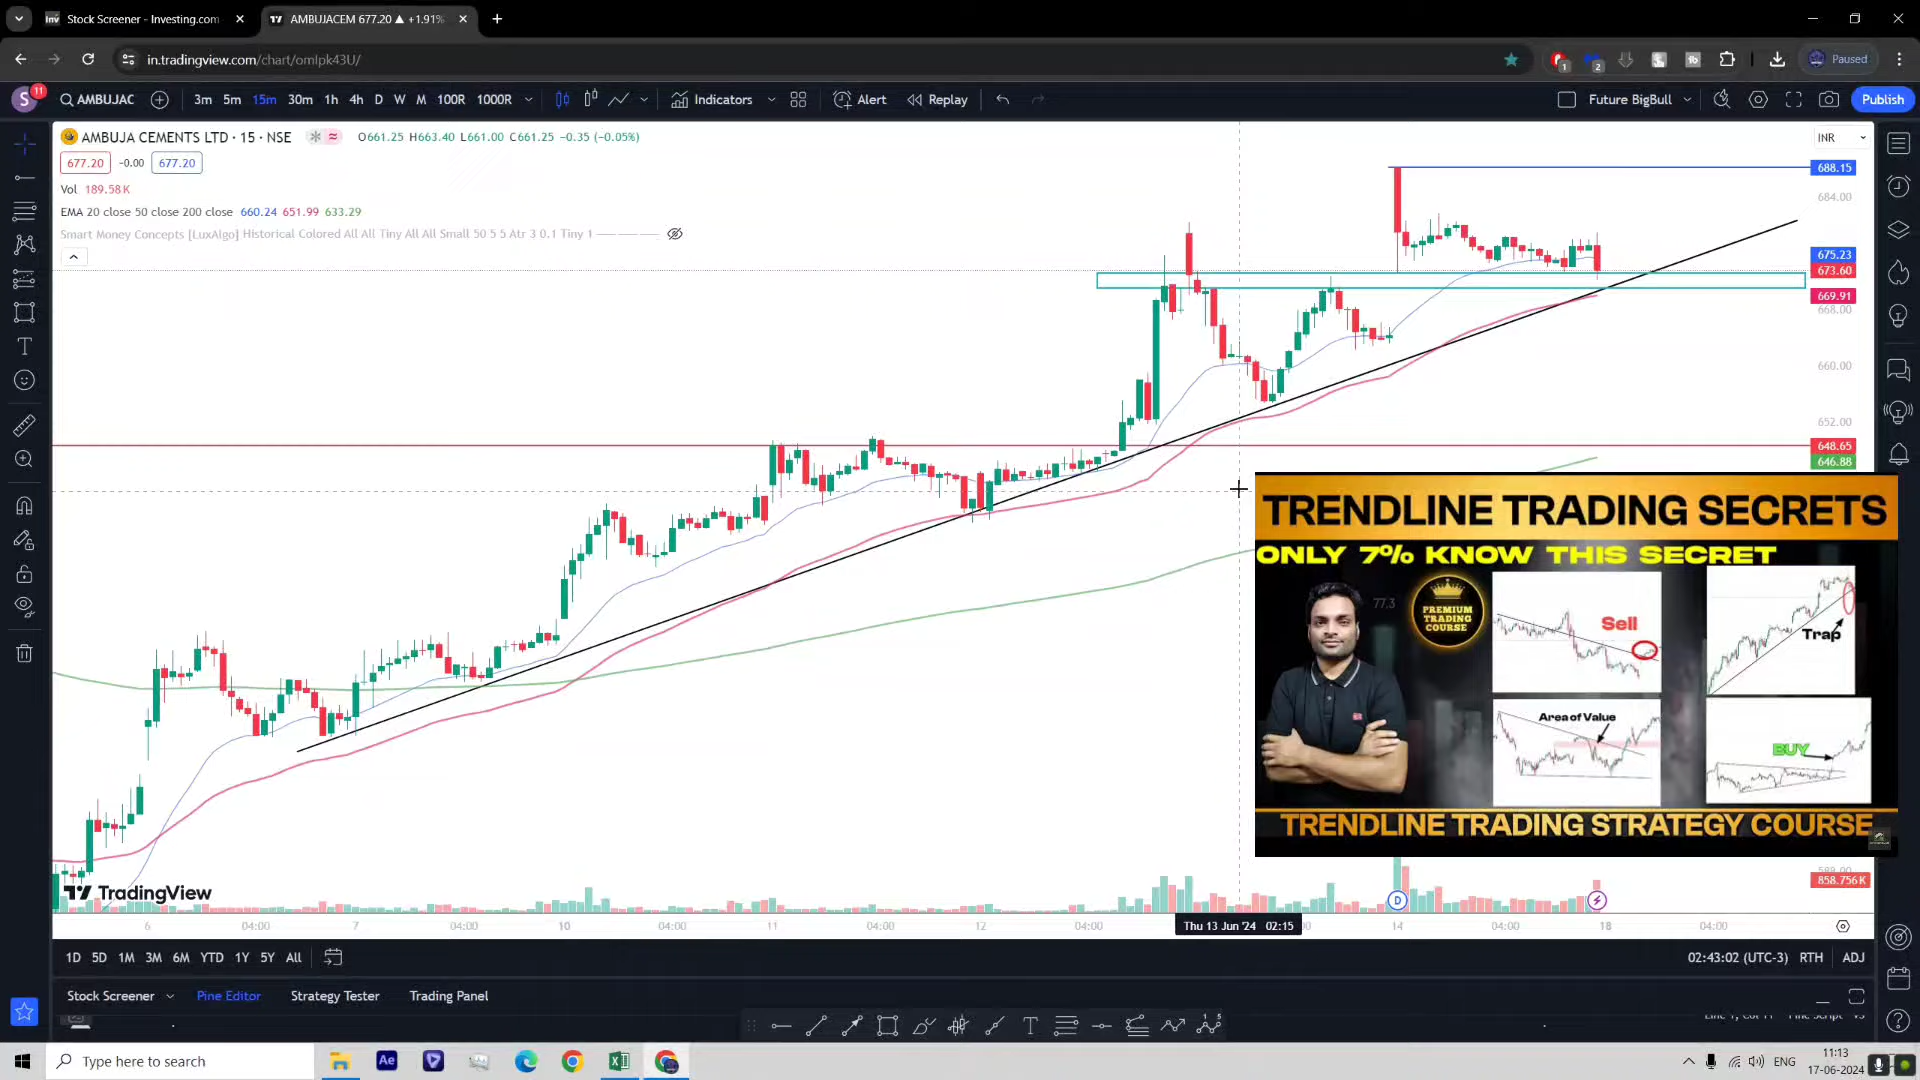 Stock Screener - Investing.com
AMBUJACEM 677.20 ▲ +1.91%
in.tradingview.com/chart/omlpk43U/
Paused
S 11
AMBUJAC
3m 5m 15m 30m 1h 4h D W M 100R 1000R
Indicators
Alert
Replay
Future BigBull
Publish
AMBUJA CEMENTS LTD · 15 · NSE
O661.25 H663.40 L661.00 C661.25 −0.35 (−0.05%)
INR
677.20 -0.00 677.20
Vol 189.58K
EMA 20 close 50 close 200 close 660.24 651.99 633.29
Smart Money Concepts [LuxAlgo] Historical Colored All All Tiny All All Small 50 5 5 Atr 3 0.1 Tiny 1
688.15
684.00
675.23
673.60
669.91
668.00
660.00
652.00
648.65
646.88
TRENDLINE TRADING SECRETS
ONLY 7% KNOW THIS SECRET
77.3
PREMIUM
TRADING
COURSE
Sell
Trap
Area of Value
BUY
TRENDLINE TRADING STRATEGY COURSE
858.756K
TradingView
D
6 04:00 7 04:00 10 04:00 11 04:00 12 04:00 Thu 13 Jun '24 02:15 14 04:00 18 04:00
1D 5D 1M 3M 6M YTD 1Y 5Y All
02:43:02 (UTC-3) RTH ADJ
Stock Screener
Pine Editor
Strategy Tester
Trading Panel
Type here to search
ENG
11:13
17-06-2024